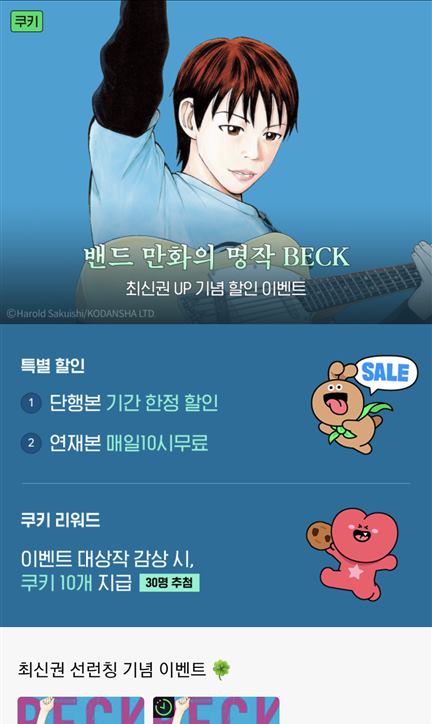 쿠키
밴드 만화의 명작 BECK
최신권 UP 기념 할인 이벤트
©Harold Sakuishi/KODANSHA LTD.
특별 할인
SALE
1 단행본 기간 한정 할인
2 연재본 매일10시무료
쿠키 리워드
이벤트 대상작 감상 시,
쿠키 10개 지급 30명 추첨
최신권 선런칭 기념 이벤트
BECK BECK